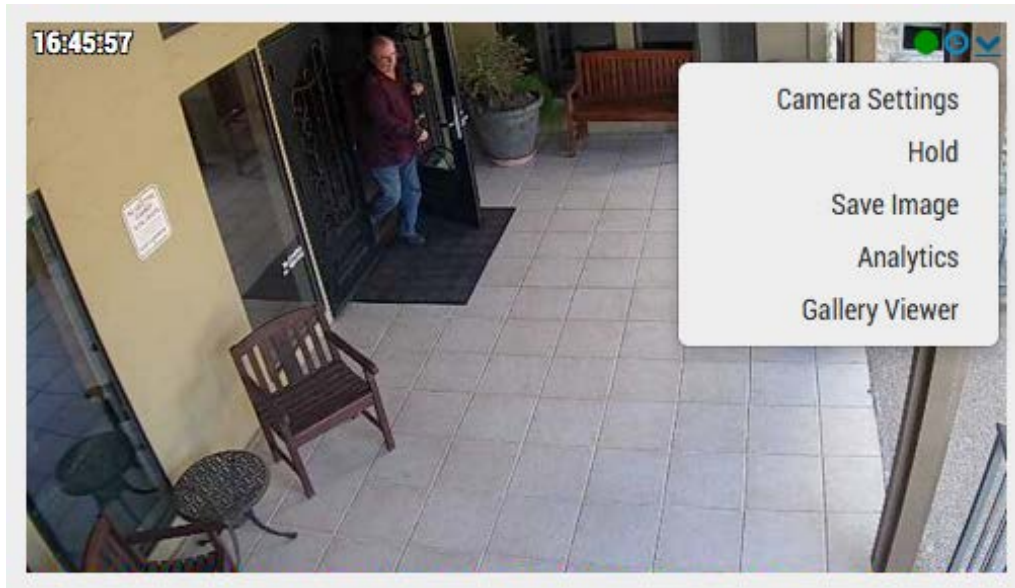 16:45:57
Camera Settings
Hold
Save Image
Analytics
Gallery Viewer